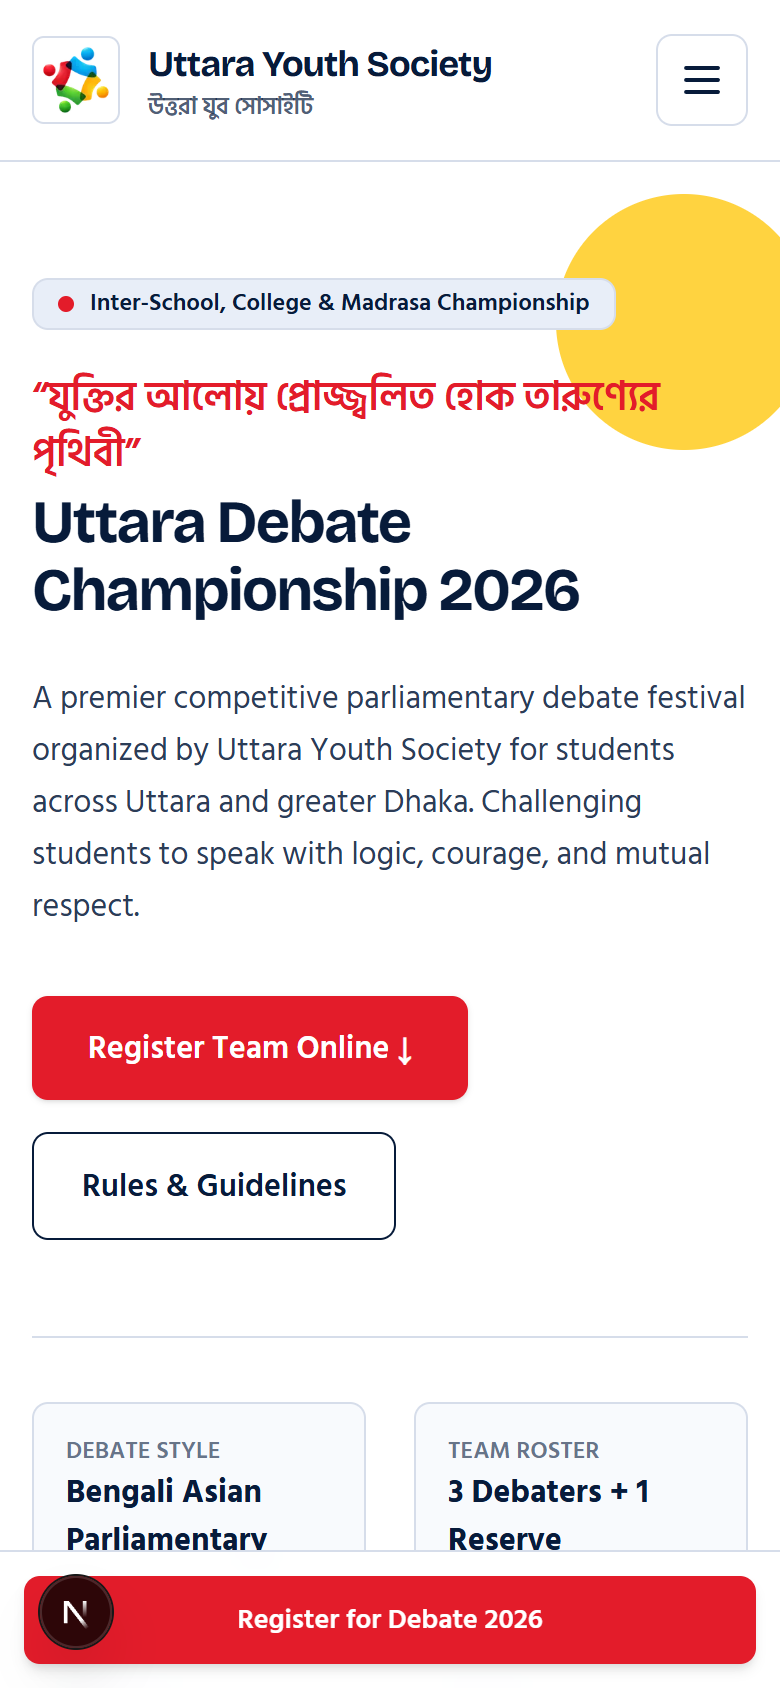 Uttara Youth Society
উত্তরা যুব সোসাইটি
Inter-School, College & Madrasa Championship
“যুক্তির আলোয় প্রোজ্জ্বলিত হোক তারুণ্যের
পৃথিবী”
Uttara Debate
Championship 2026
A premier competitive parliamentary debate festival
organized by Uttara Youth Society for students
across Uttara and greater Dhaka. Challenging
students to speak with logic, courage, and mutual
respect.
Register Team Online ↓
Rules & Guidelines
DEBATE STYLE
Bengali Asian
Parliamentary
TEAM ROSTER
3 Debaters + 1
Reserve
N
Register for Debate 2026